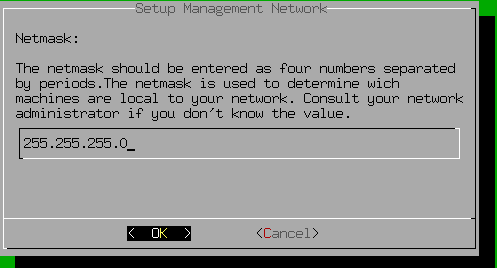 Setup Management Network
Netmask:
The netmask should be entered as four numbers separated
by periods.The netmask is used to determine wich
machines are local to your network. Consult your network
administrator if you don't know the value.
255.255.255.0_
< OK >
<Cancel>